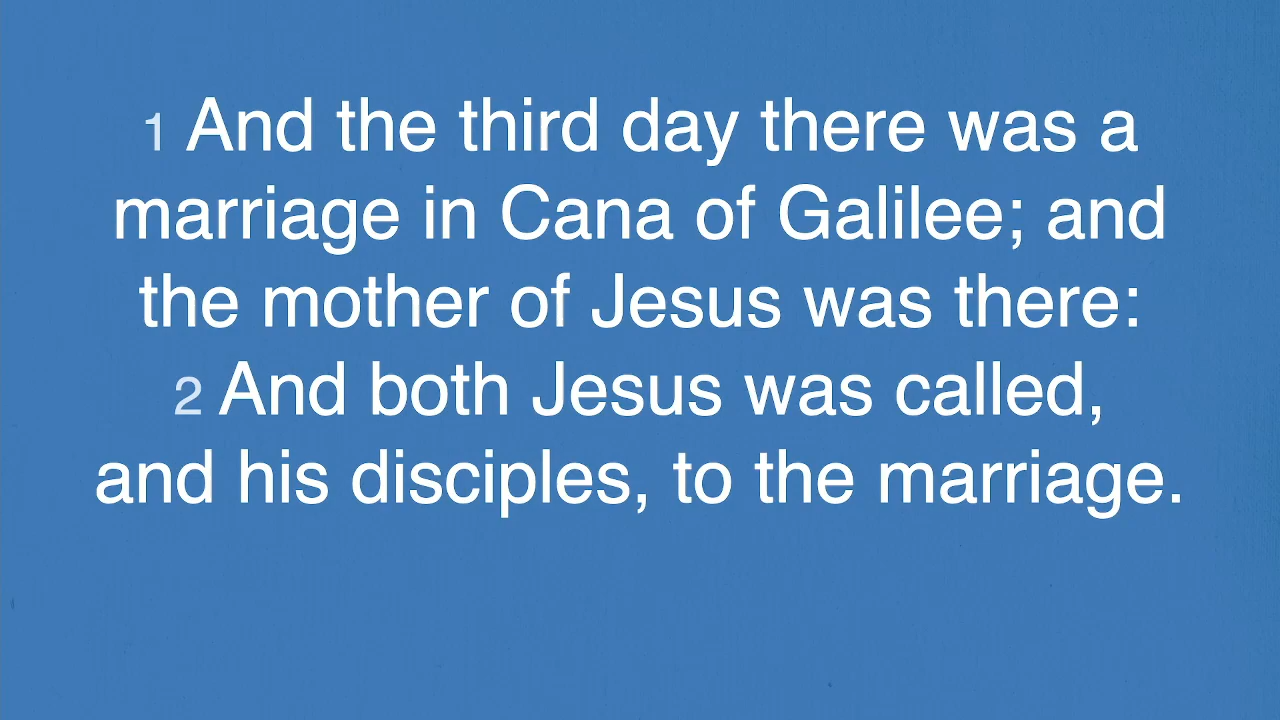 1 And the third day there was a
marriage in Cana of Galilee; and
the mother of Jesus was there:
2 And both Jesus was called,
and his disciples, to the marriage.